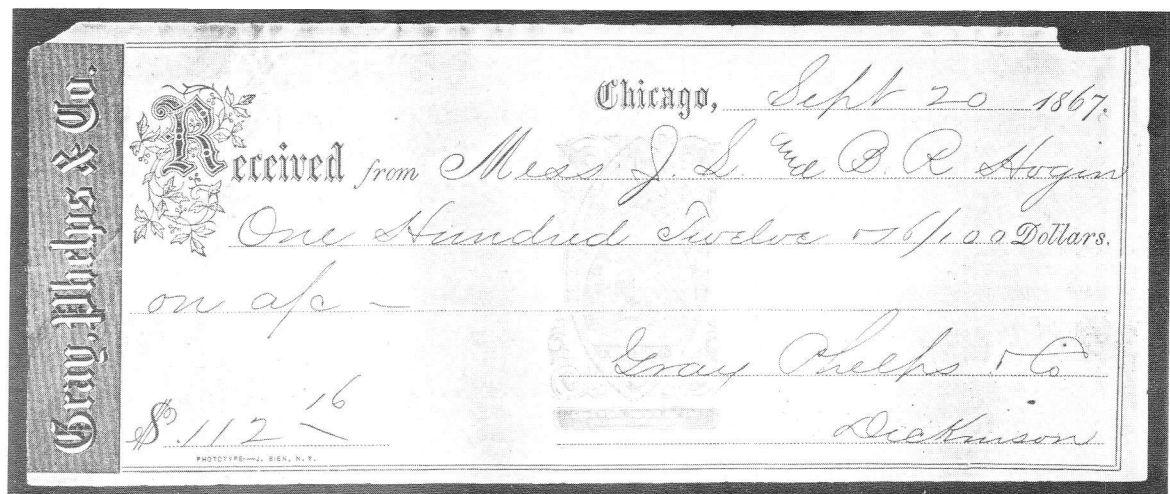 Gray, Phelps & Co.
Chicago, Sept 20 1867.
Received from Mess J. S. and B. R Hogin
One Hundred Twelve & 16/100 Dollars.
on a/c —
Gray Phelps & Co
$112 16
Dickinson
PHOTOTYPE—J. BIEN, N. Y.